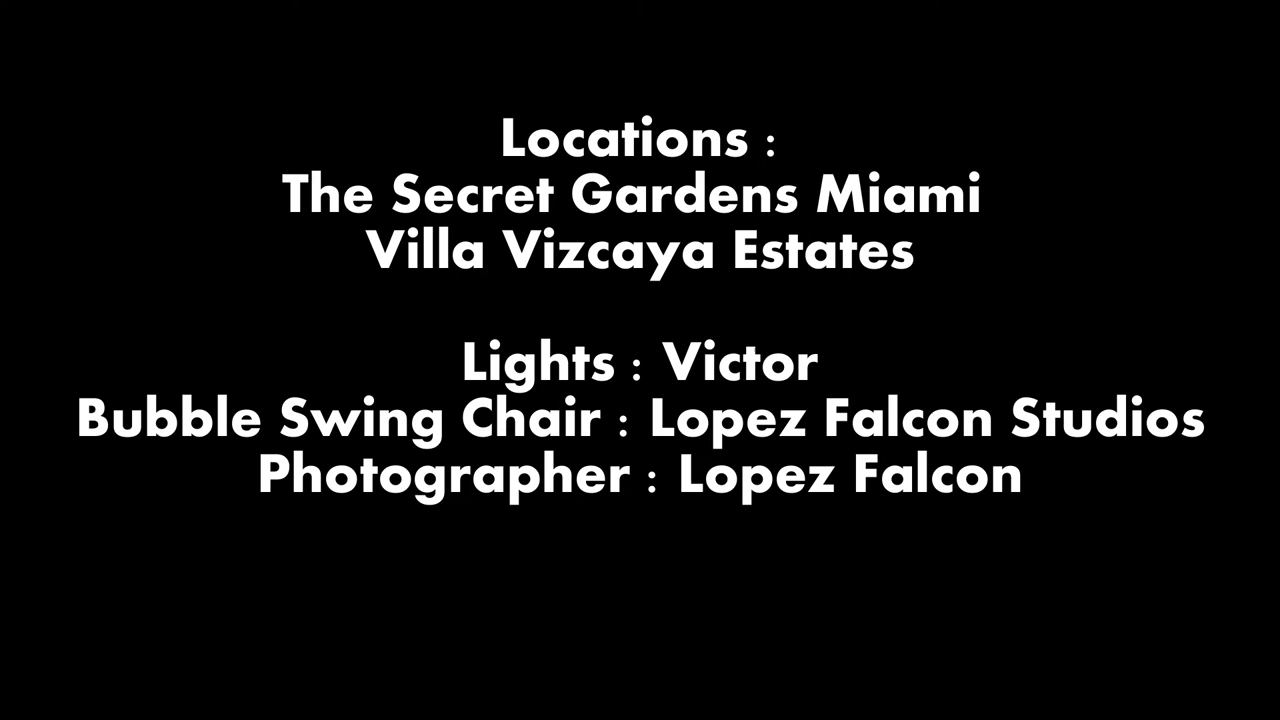 Locations :
The Secret Gardens Miami
Villa Vizcaya Estates
Lights : Victor
Bubble Swing Chair : Lopez Falcon Studios
Photographer : Lopez Falcon